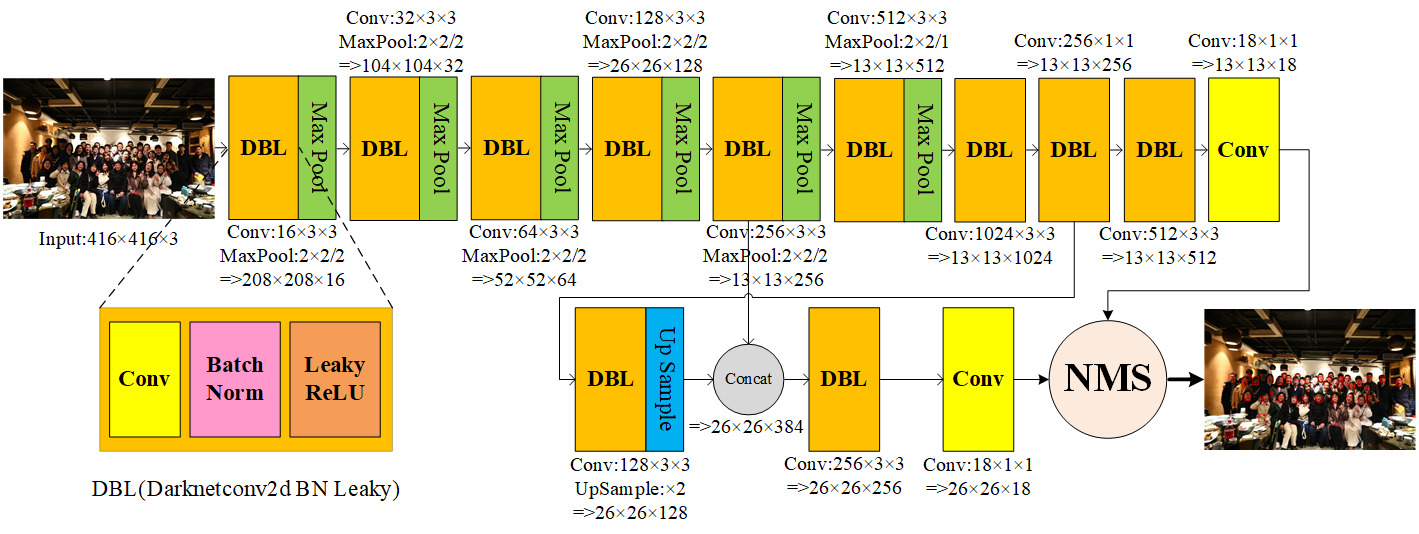 Conv:32×3×3
MaxPool:2×2/2
=>104×104×32
Conv:128×3×3
MaxPool:2×2/2
=>26×26×128
Conv:512×3×3
MaxPool:2×2/1
=>13×13×512
Conv:256×1×1
=>13×13×256
Conv:18×1×1
=>13×13×18
DBL
Max Pool
DBL
Max Pool
DBL
Max Pool
DBL
Max Pool
DBL
Max Pool
DBL
Max Pool
DBL
DBL
DBL
Conv
Input:416×416×3
Conv:16×3×3
MaxPool:2×2/2
=>208×208×16
Conv:64×3×3
MaxPool:2×2/2
=>52×52×64
Conv:256×3×3
MaxPool:2×2/2
=>13×13×256
Conv:1024×3×3
=>13×13×1024
Conv:512×3×3
=>13×13×512
Conv
Batch
Norm
Leaky
ReLU
DBL(Darknetconv2d BN Leaky)
DBL
Up Sample
Concat
DBL
Conv
NMS
=>26×26×384
Conv:128×3×3
UpSample:×2
=>26×26×128
Conv:256×3×3
=>26×26×256
Conv:18×1×1
=>26×26×18